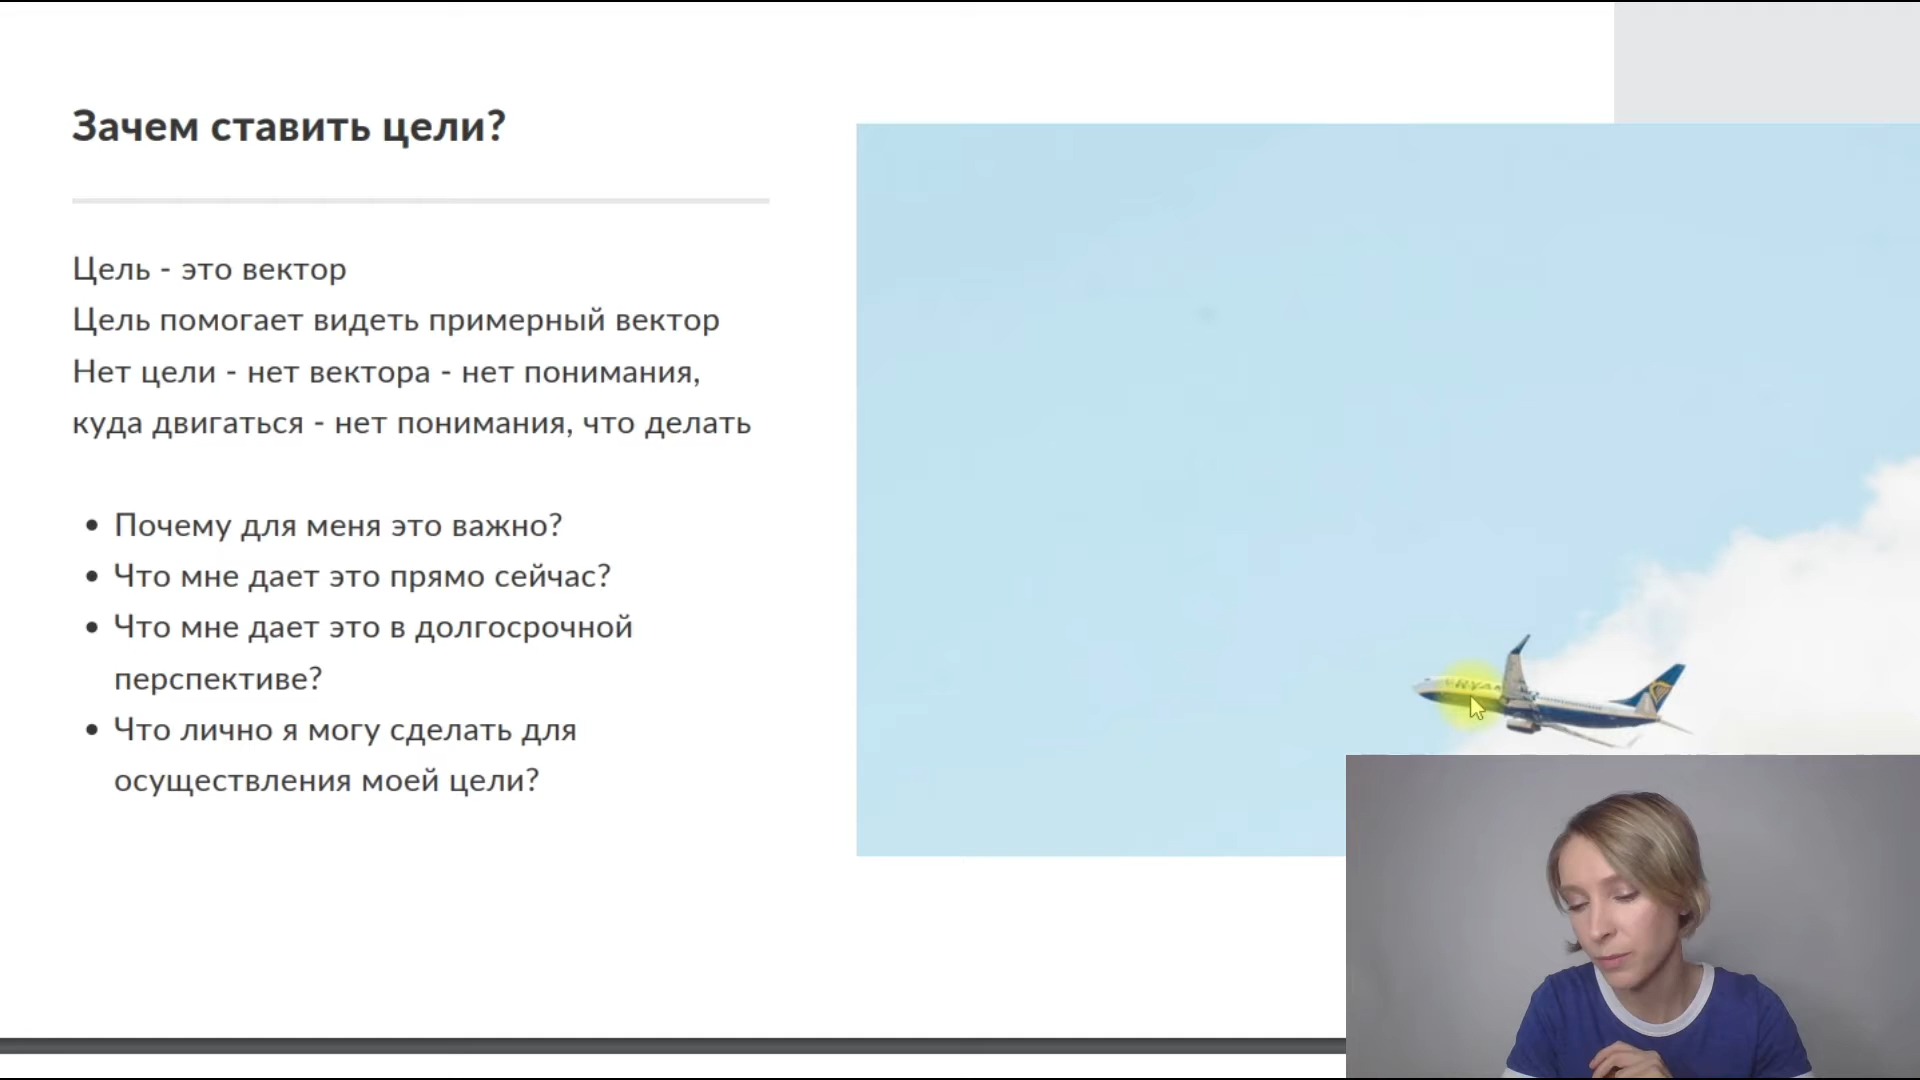 Зачем ставить цели?
Цель - это вектор
Цель помогает видеть примерный вектор
Нет цели - нет вектора - нет понимания,
куда двигаться - нет понимания, что делать
• Почему для меня это важно?
• Что мне дает это прямо сейчас?
• Что мне дает это в долгосрочной
перспективе?
• Что лично я могу сделать для
осуществления моей цели?